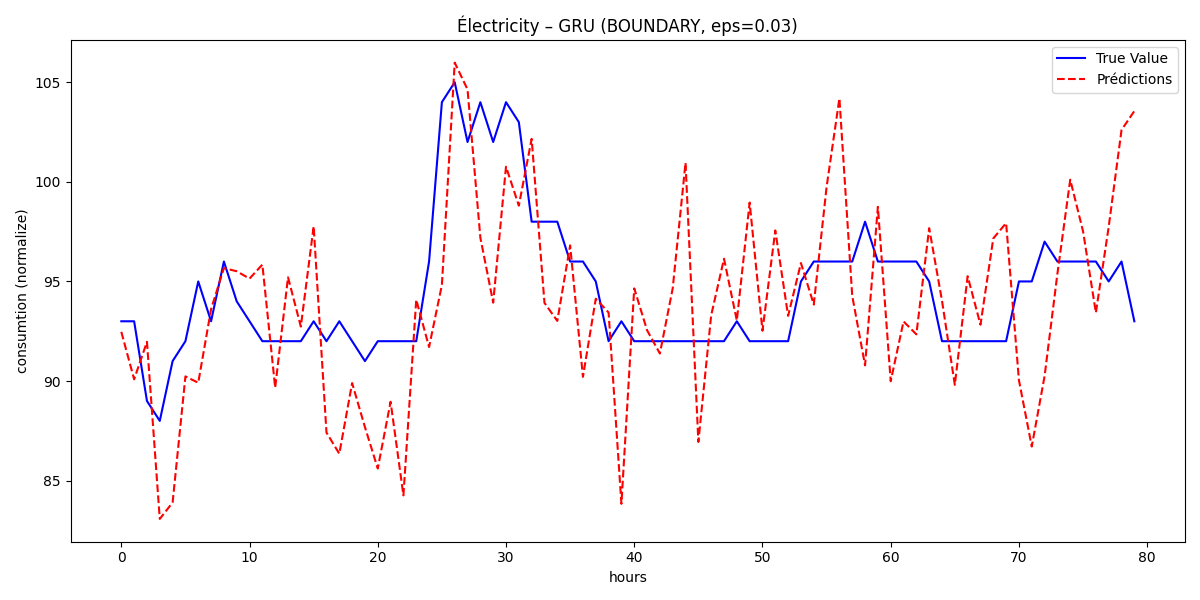 Électricity – GRU (BOUNDARY, eps=0.03)
True Value
Prédictions
consumtion (normalize)
105
100
95
90
85
0 10 20 30 40 50 60 70 80
hours